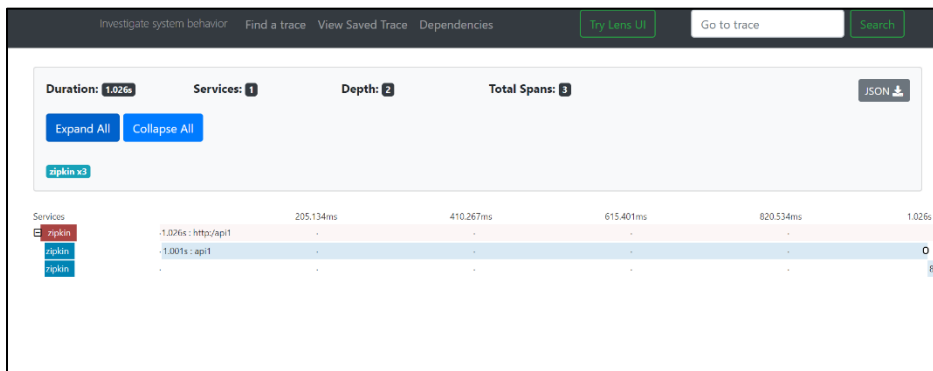 Investigate system behavior Find a trace View Saved Trace Dependencies Try Lens UI Go to trace Search
Duration: 1.026s Services: 1 Depth: 2 Total Spans: 3 JSON
Expand All Collapse All
zipkin x3
Services 205.134ms 410.267ms 615.401ms 820.534ms 1.026s
zipkin 1.026s : http:/api1
zipkin 1.001s : api1 O
zipkin 8